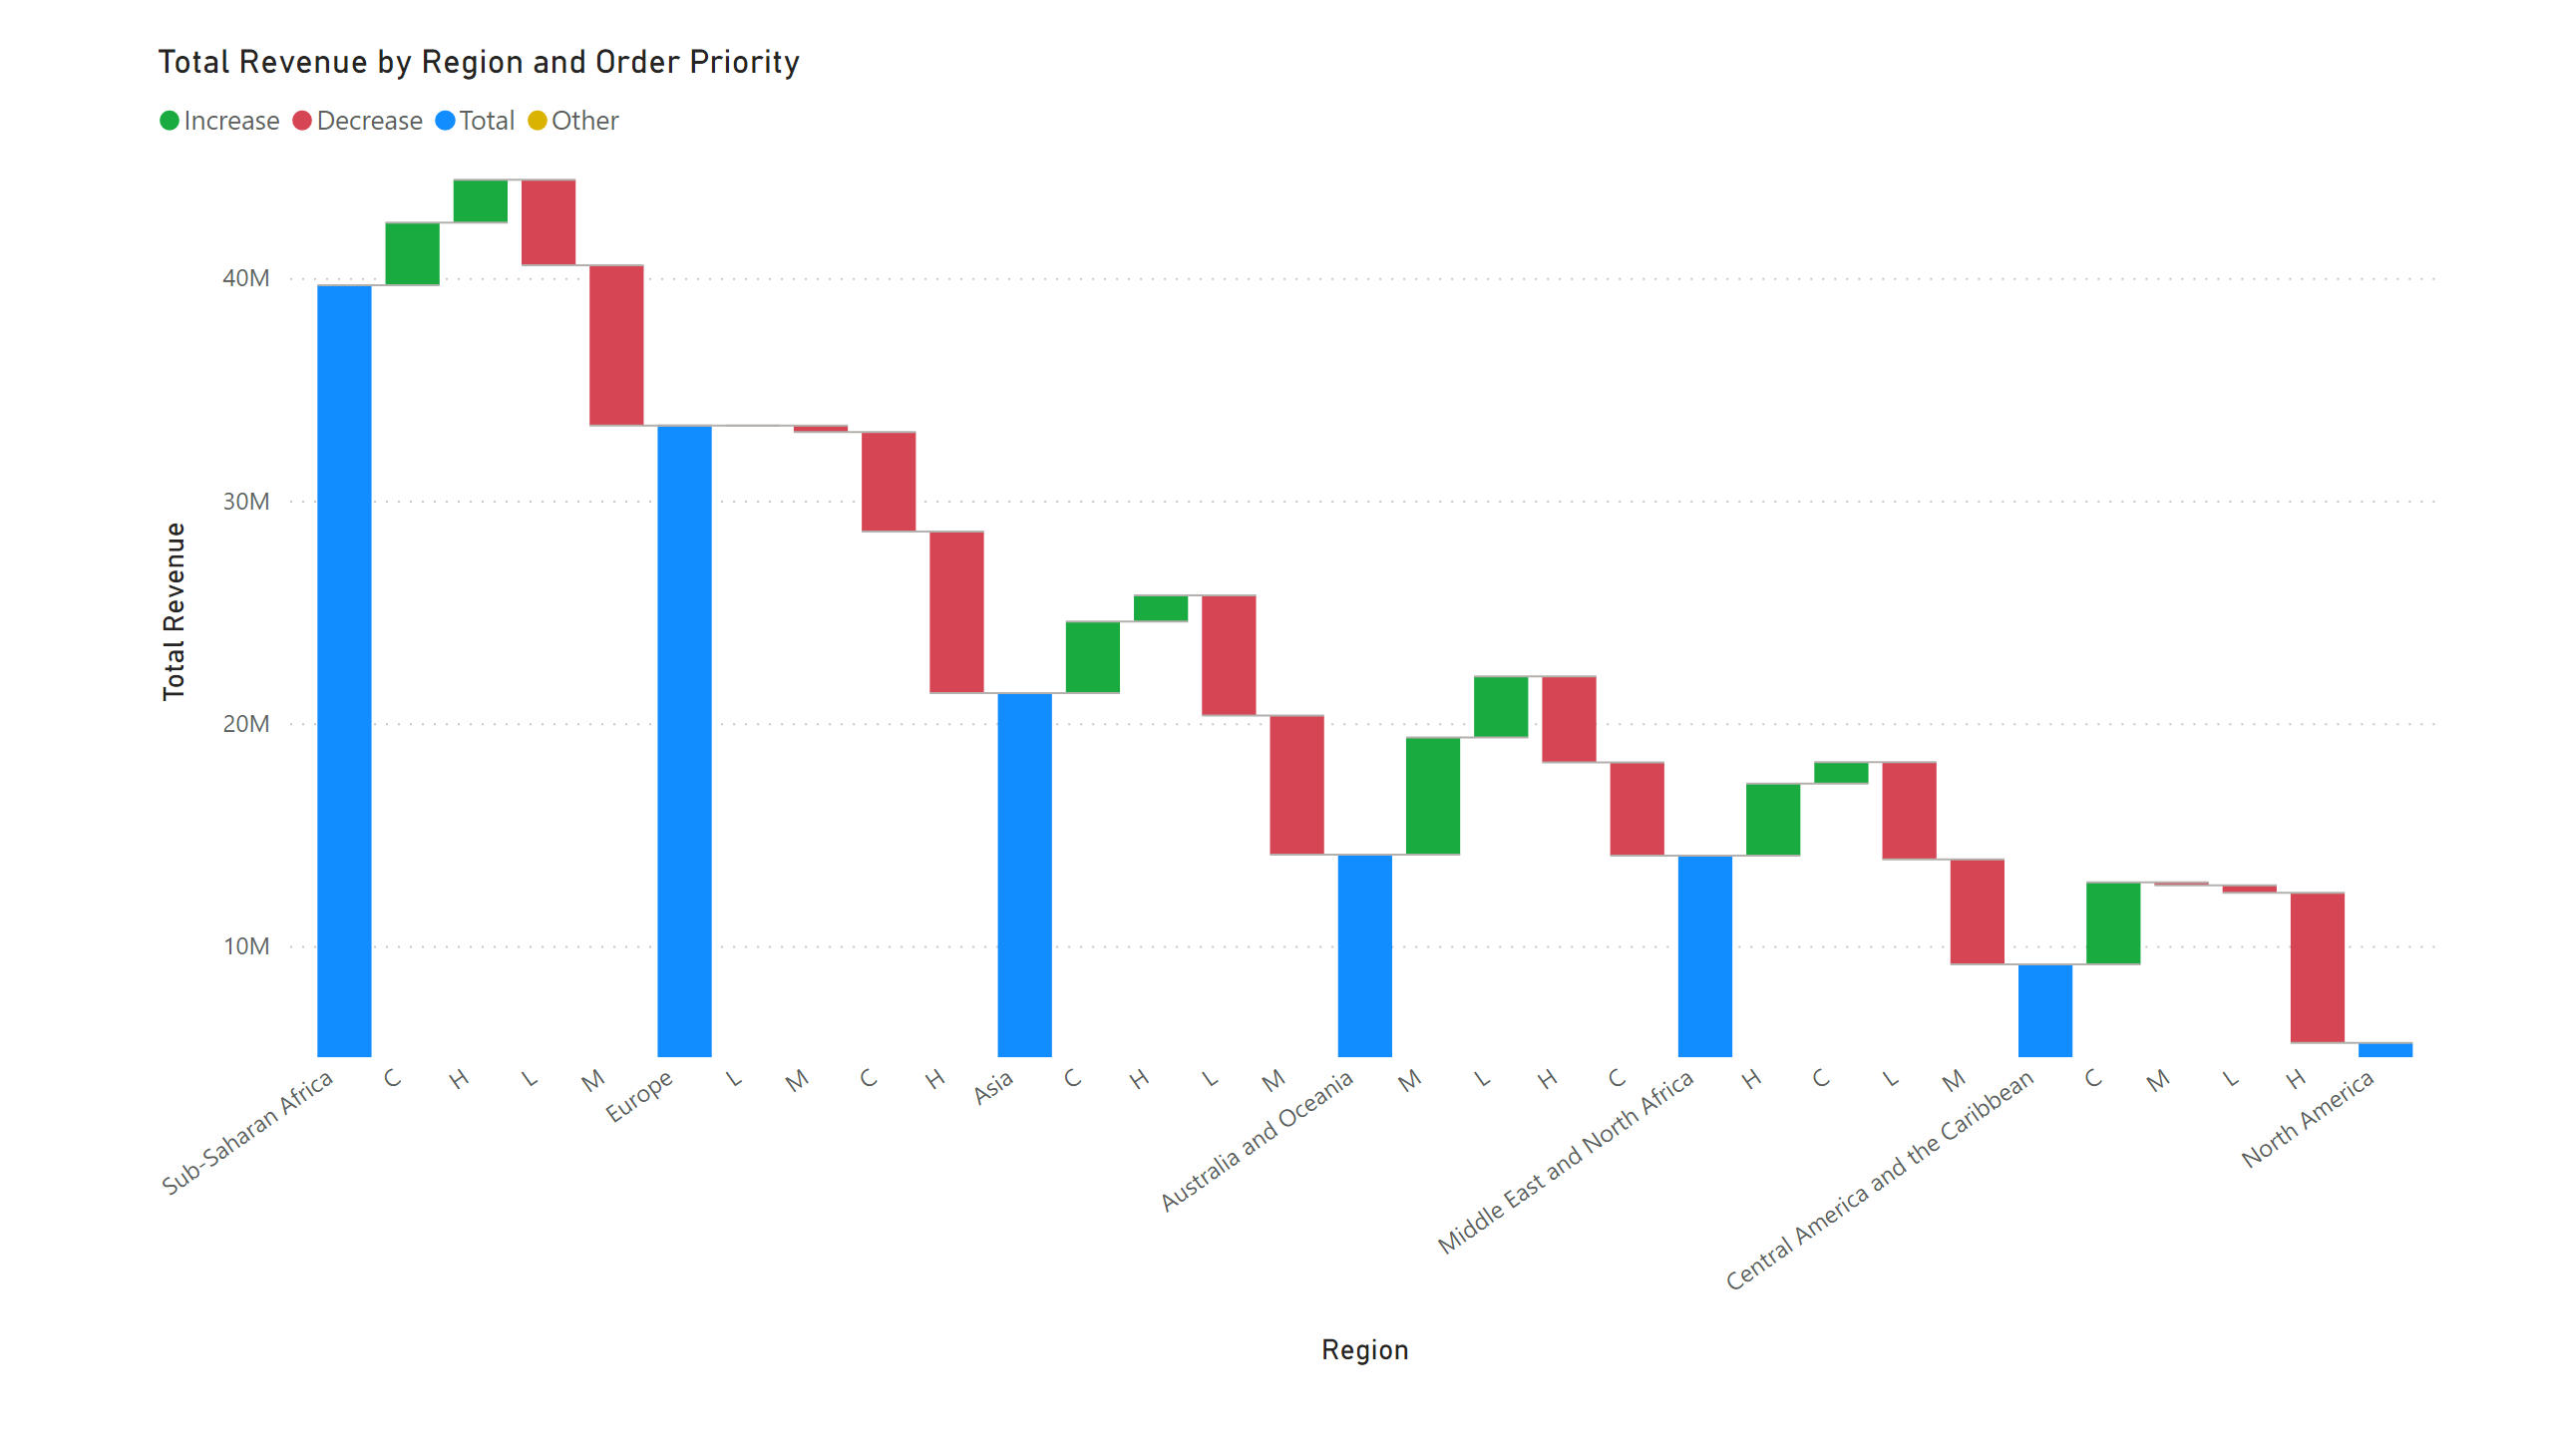 Total Revenue by Region and Order Priority
Increase Decrease Total Other
40M
30M
20M
10M
Total Revenue
Sub-Saharan Africa C H L M Europe L M C H Asia C H L M Australia and Oceania M L H C Middle East and North Africa H C L M Central America and the Caribbean C M L H North America
Region